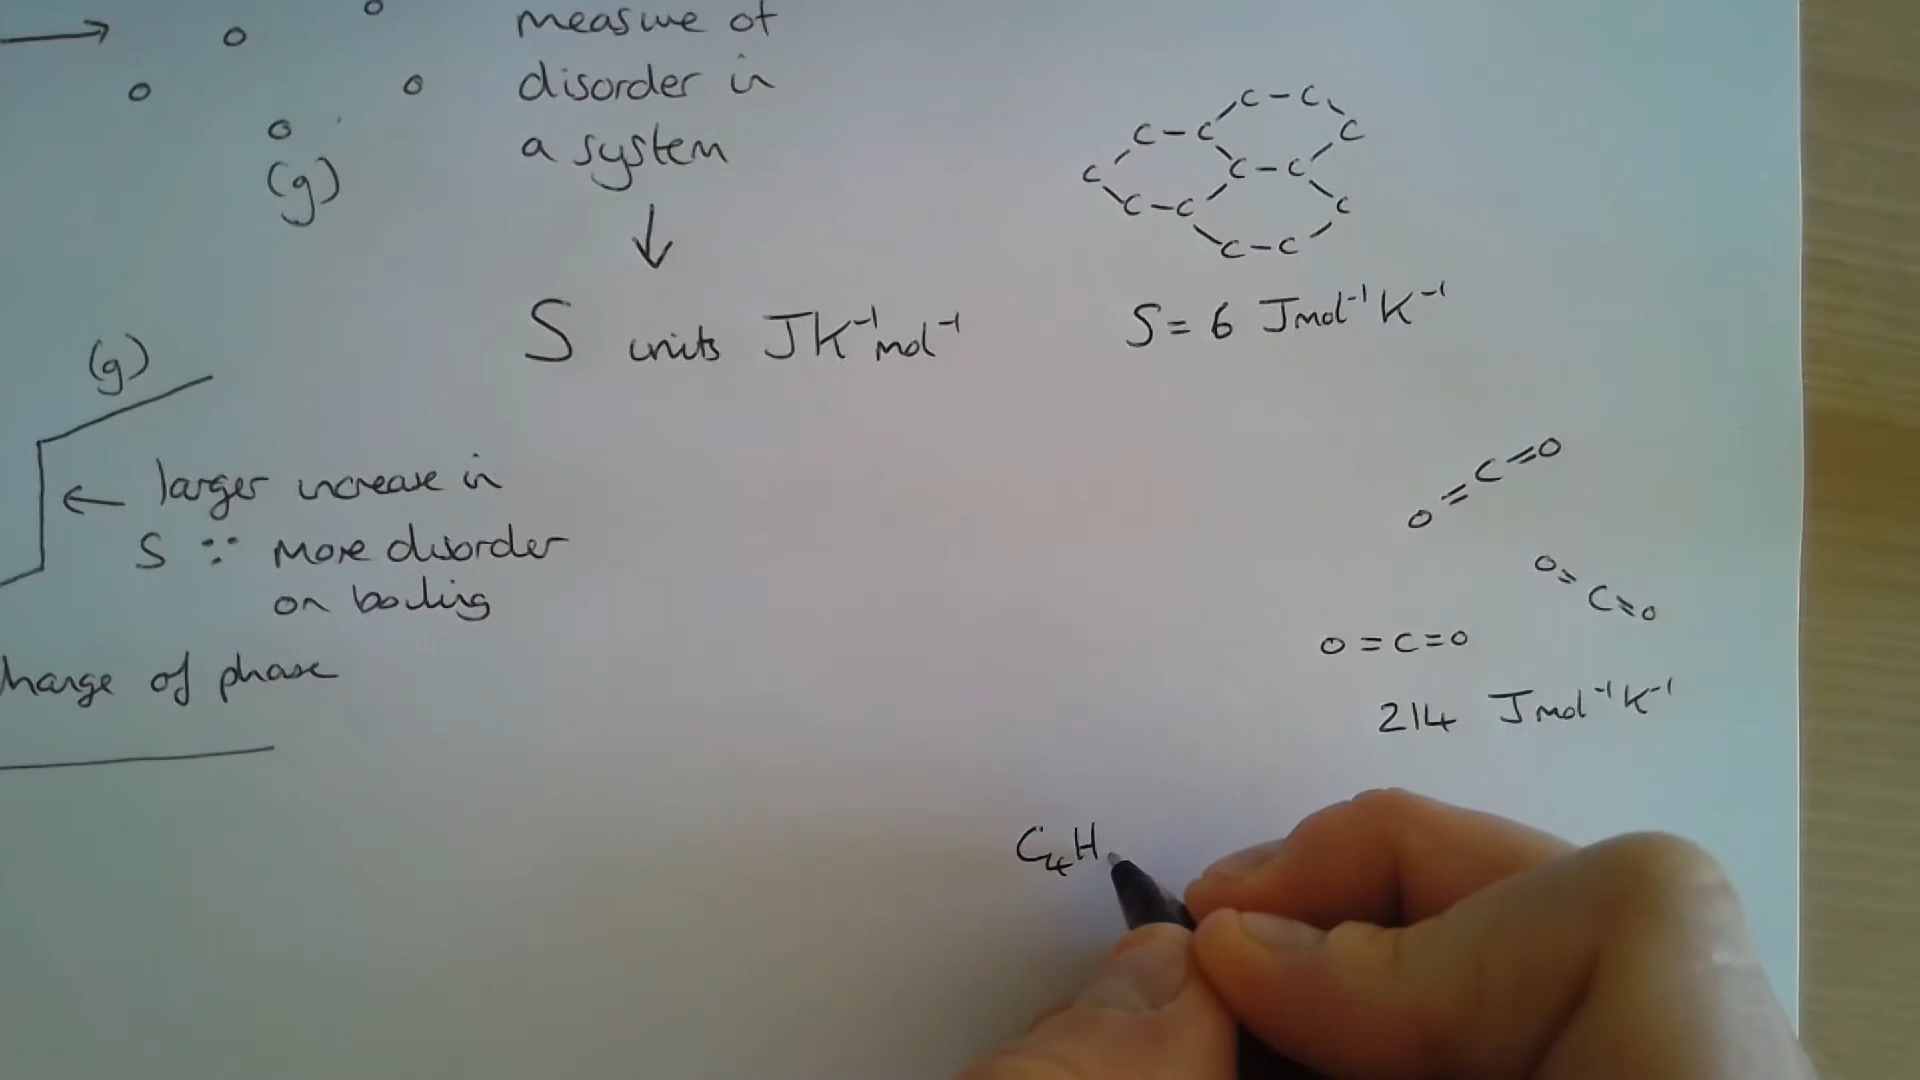 measure of
disorder in
a system
(g)
S units JK⁻¹mol⁻¹
(g)
larger increase in
S ∵ more disorder
on boiling
hange of phase
C-C
C-C C
C C-C
C-C C
C-C
S = 6 Jmol⁻¹K⁻¹
O=C=O
O=C=O
O=C=O
214 Jmol⁻¹K⁻¹
C₄H